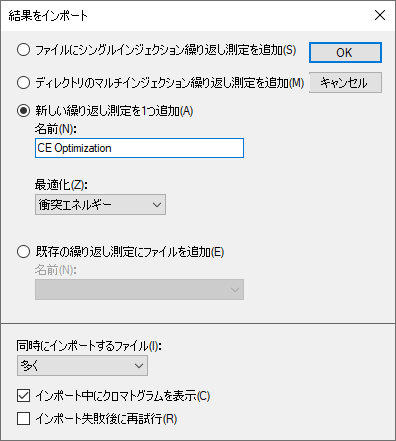 結果をインポート
ファイルにシングルインジェクション繰り返し測定を追加(S)
OK
ディレクトリのマルチインジェクション繰り返し測定を追加(M)
キャンセル
新しい繰り返し測定を1つ追加(A)
名前(N):
CE Optimization
最適化(Z):
衝突エネルギー
既存の繰り返し測定にファイルを追加(E)
名前(N):
同時にインポートするファイル(I):
多く
インポート中にクロマトグラムを表示(C)
インポート失敗後に再試行(R)